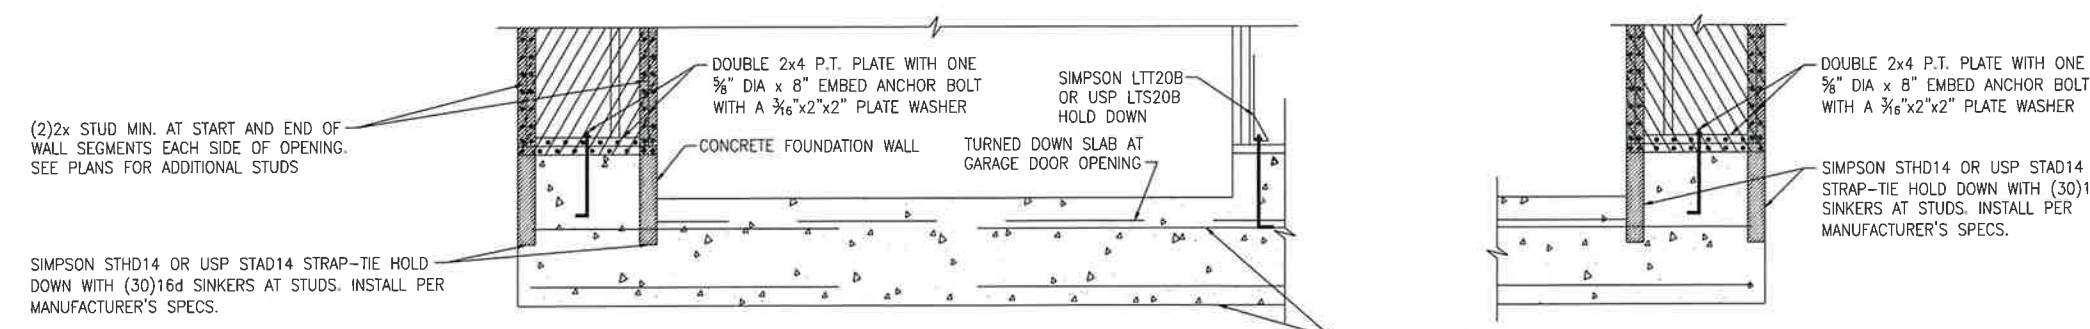 (2)2x STUD MIN. AT START AND END OF
WALL SEGMENTS EACH SIDE OF OPENING.
SEE PLANS FOR ADDITIONAL STUDS
SIMPSON STHD14 OR USP STAD14 STRAP-TIE HOLD
DOWN WITH (30)16d SINKERS AT STUDS. INSTALL PER
MANUFACTURER'S SPECS.
DOUBLE 2x4 P.T. PLATE WITH ONE
⅝" DIA x 8" EMBED ANCHOR BOLT
WITH A 3⁄16"x2"x2" PLATE WASHER
CONCRETE FOUNDATION WALL
SIMPSON LTT20B
OR USP LTS20B
HOLD DOWN
TURNED DOWN SLAB AT
GARAGE DOOR OPENING
DOUBLE 2x4 P.T. PLATE WITH ONE
⅝" DIA x 8" EMBED ANCHOR BOLT
WITH A 3⁄16"x2"x2" PLATE WASHER
SIMPSON STHD14 OR USP STAD14
STRAP-TIE HOLD DOWN WITH (30)1
SINKERS AT STUDS. INSTALL PER
MANUFACTURER'S SPECS.